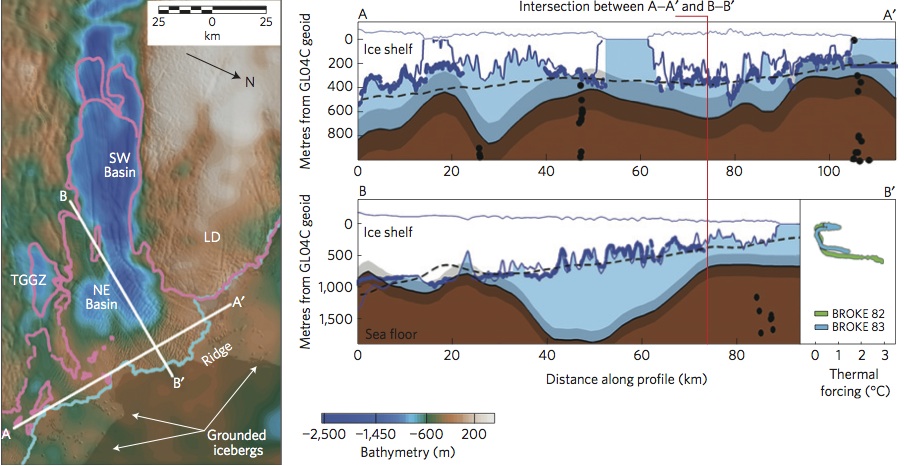 25 0 25
km
N
SW
Basin
B
LD
TGGZ
NE
Basin
A′
Ridge
B′
A
Grounded
icebergs
Intersection between A–A′ and B–B′
A A′
Metres from GL04C geoid
0
200
400
600
800
Ice shelf
0 20 40 60 80 100
B B′
Metres from GL04C geoid
0
500
1,000
1,500
Ice shelf
Sea floor
0 20 40 60 80
Distance along profile (km)
BROKE 82
BROKE 83
0 1 2 3
Thermal
forcing (°C)
−2,500 −1,450 −600 200
Bathymetry (m)